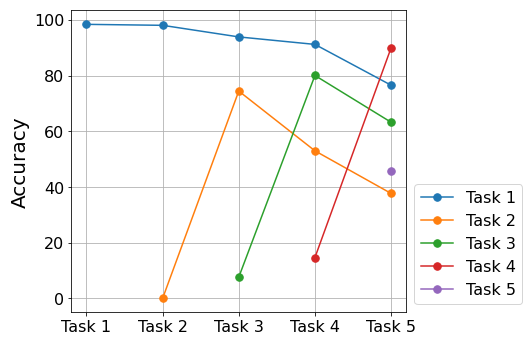 Accuracy
100
80
60
40
20
0
Task 1 Task 2 Task 3 Task 4 Task 5
Task 1
Task 2
Task 3
Task 4
Task 5